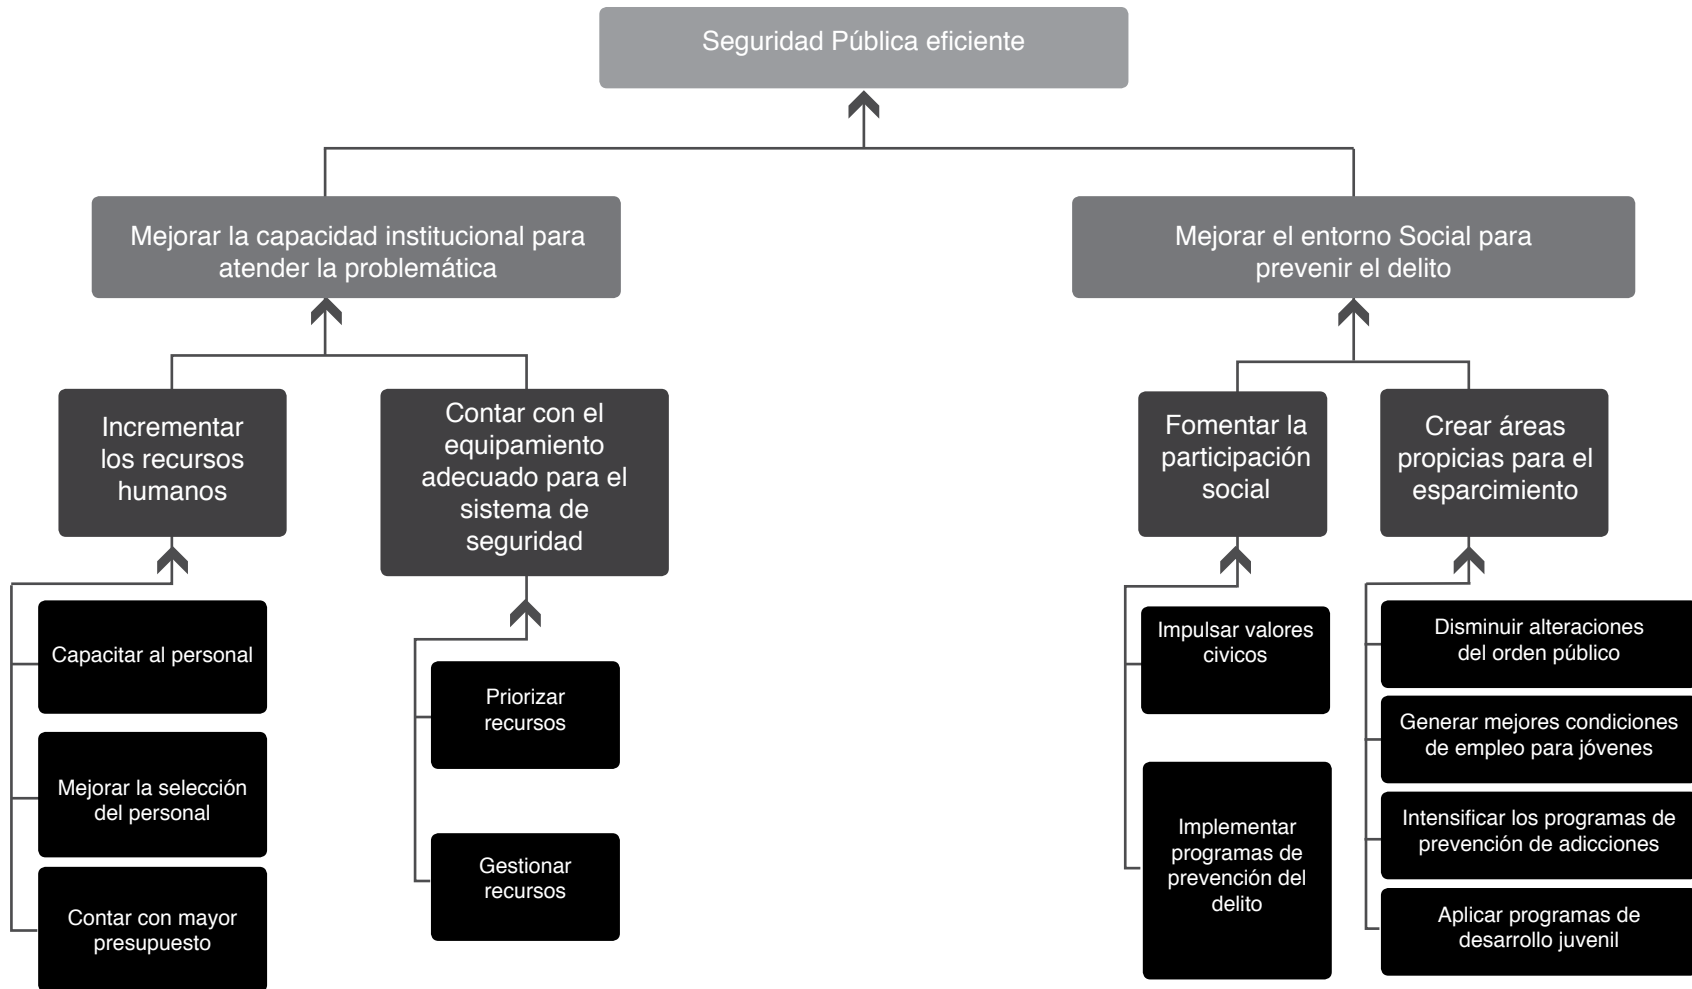 Seguridad Pública eficiente
Mejorar la capacidad institucional para
atender la problemática
Mejorar el entorno Social para
prevenir el delito
Incrementar
los recursos
humanos
Contar con el
equipamiento
adecuado para el
sistema de
seguridad
Fomentar la
participación
social
Crear áreas
propicias para el
esparcimiento
Capacitar al personal
Mejorar la selección
del personal
Contar con mayor
presupuesto
Priorizar
recursos
Gestionar
recursos
Impulsar valores
civicos
Implementar
programas de
prevención del
delito
Disminuir alteraciones
del orden público
Generar mejores condiciones
de empleo para jóvenes
Intensificar los programas de
prevención de adicciones
Aplicar programas de
desarrollo juvenil